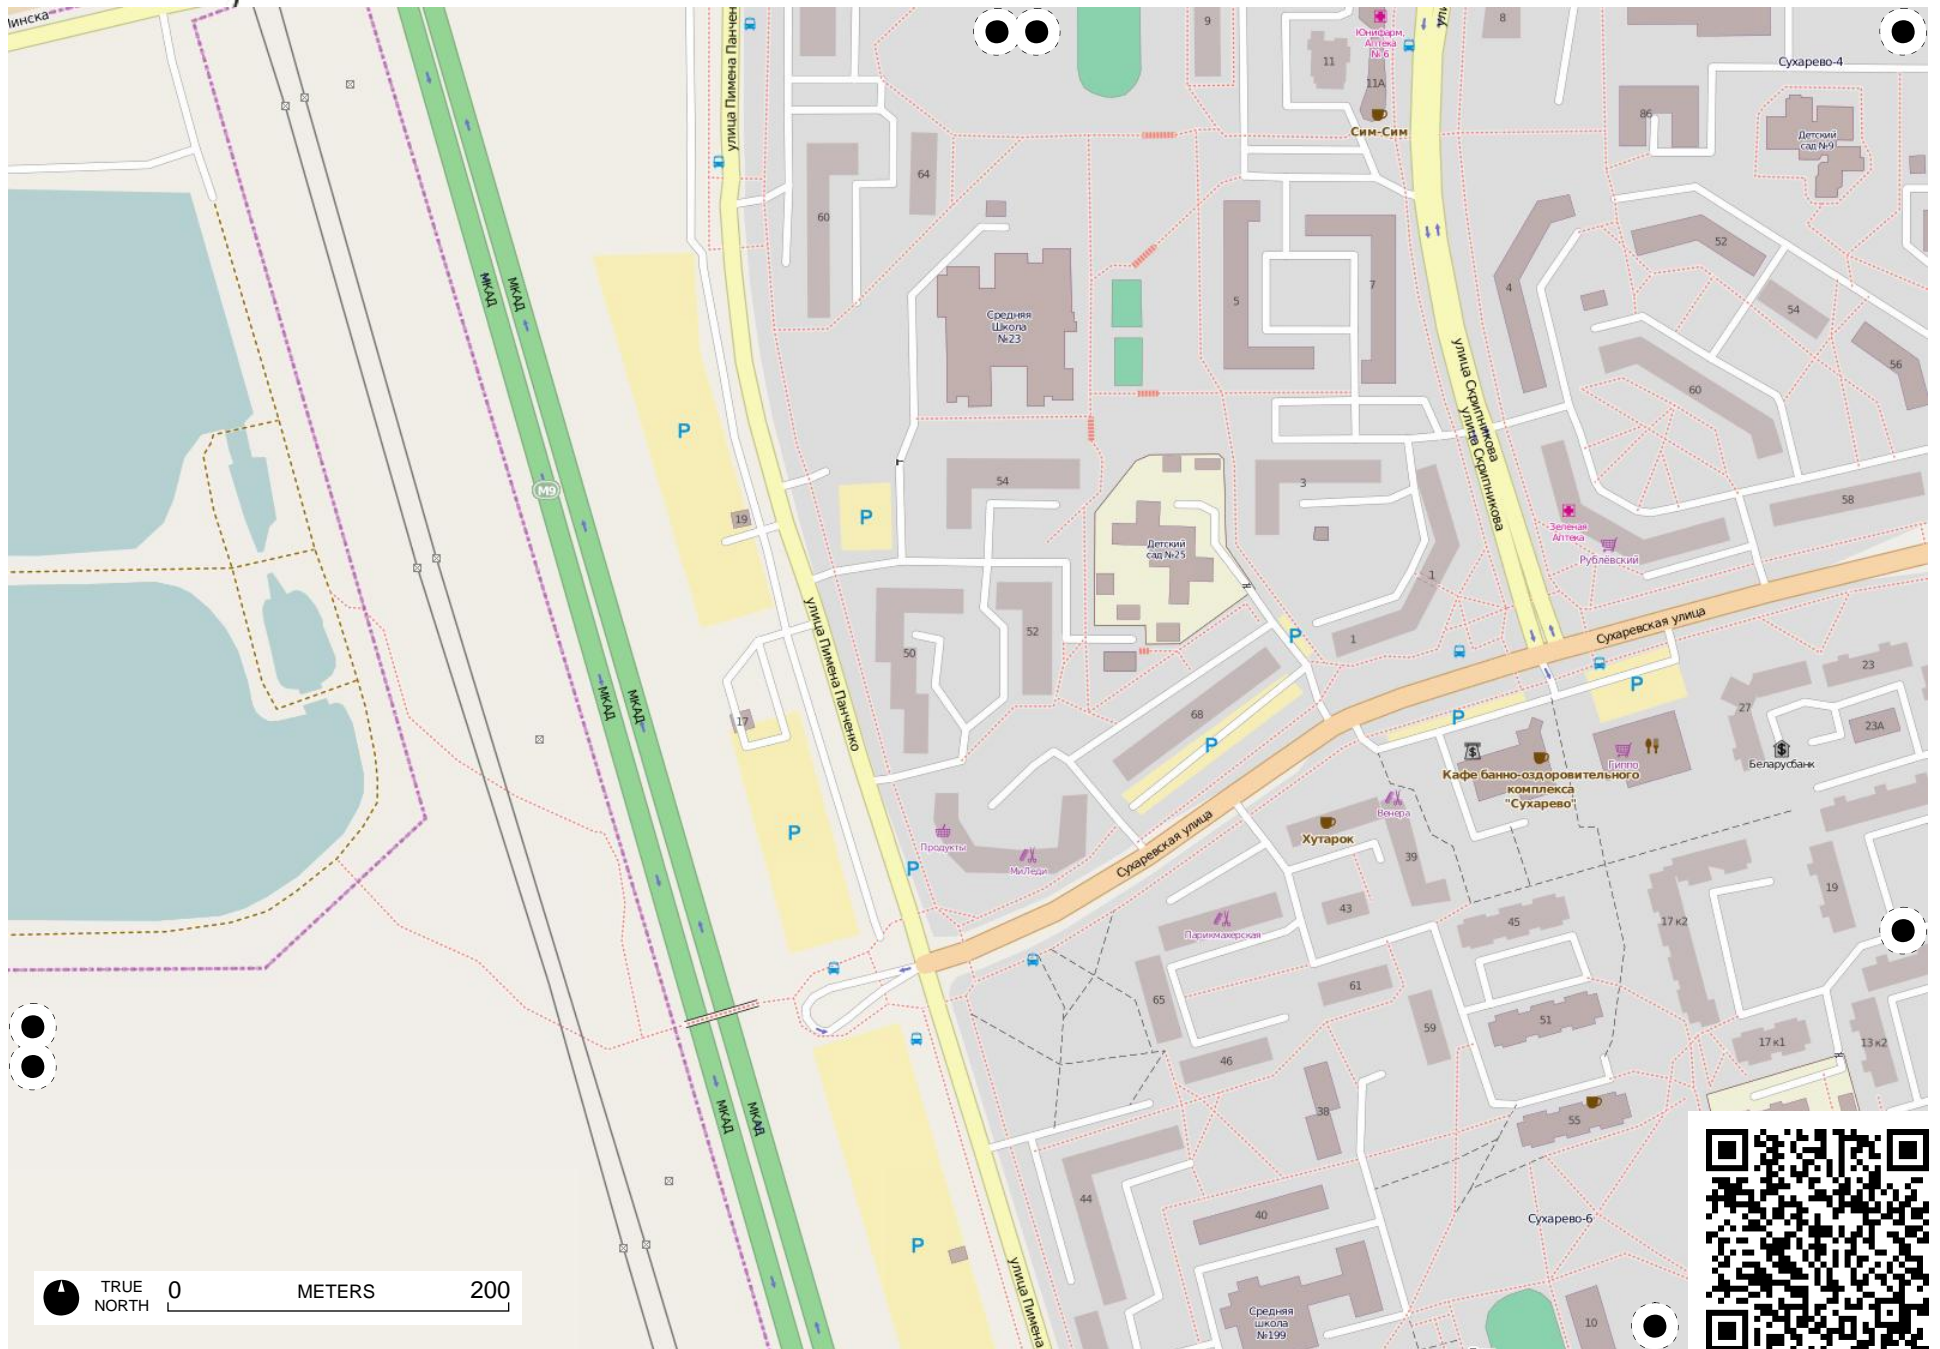 улица Пимена Панчен
9
Юнифарм,
Аптека
№6
8
11
11А
Сухарево-4
86
Сим-Сим
Детский
сад №9
64
60
52
МКАД
МКАД
5
7
4
54
Средняя
Школа
№23
56
улица Скрипникова
60
P
улица Скрипникова
54
3
58
М9
19
P
Зеленая
Аптека
Детский
сад №25
Рублёвский
1
улица Пимена Панченко
52
1
P
Сухаревская улица
50
23
МКАД
МКАД
P
27
17
68
P
23А
P
Гиппо
Беларусбанк
Кафе банно-оздоровительного
комплекса
"Сухарево"
Венера
P
Продукты
Хутарок
Сухаревская улица
МиЛеди
P
39
19
43
45
17 к2
Парикмахерская
65
61
51
59
17 к1
13 к2
46
МКАД
МКАД
38
55
44
40
Сухарево-6
P
улица Пимена
Средняя
школа
№199
10
TRUE
NORTH
0 METERS 200